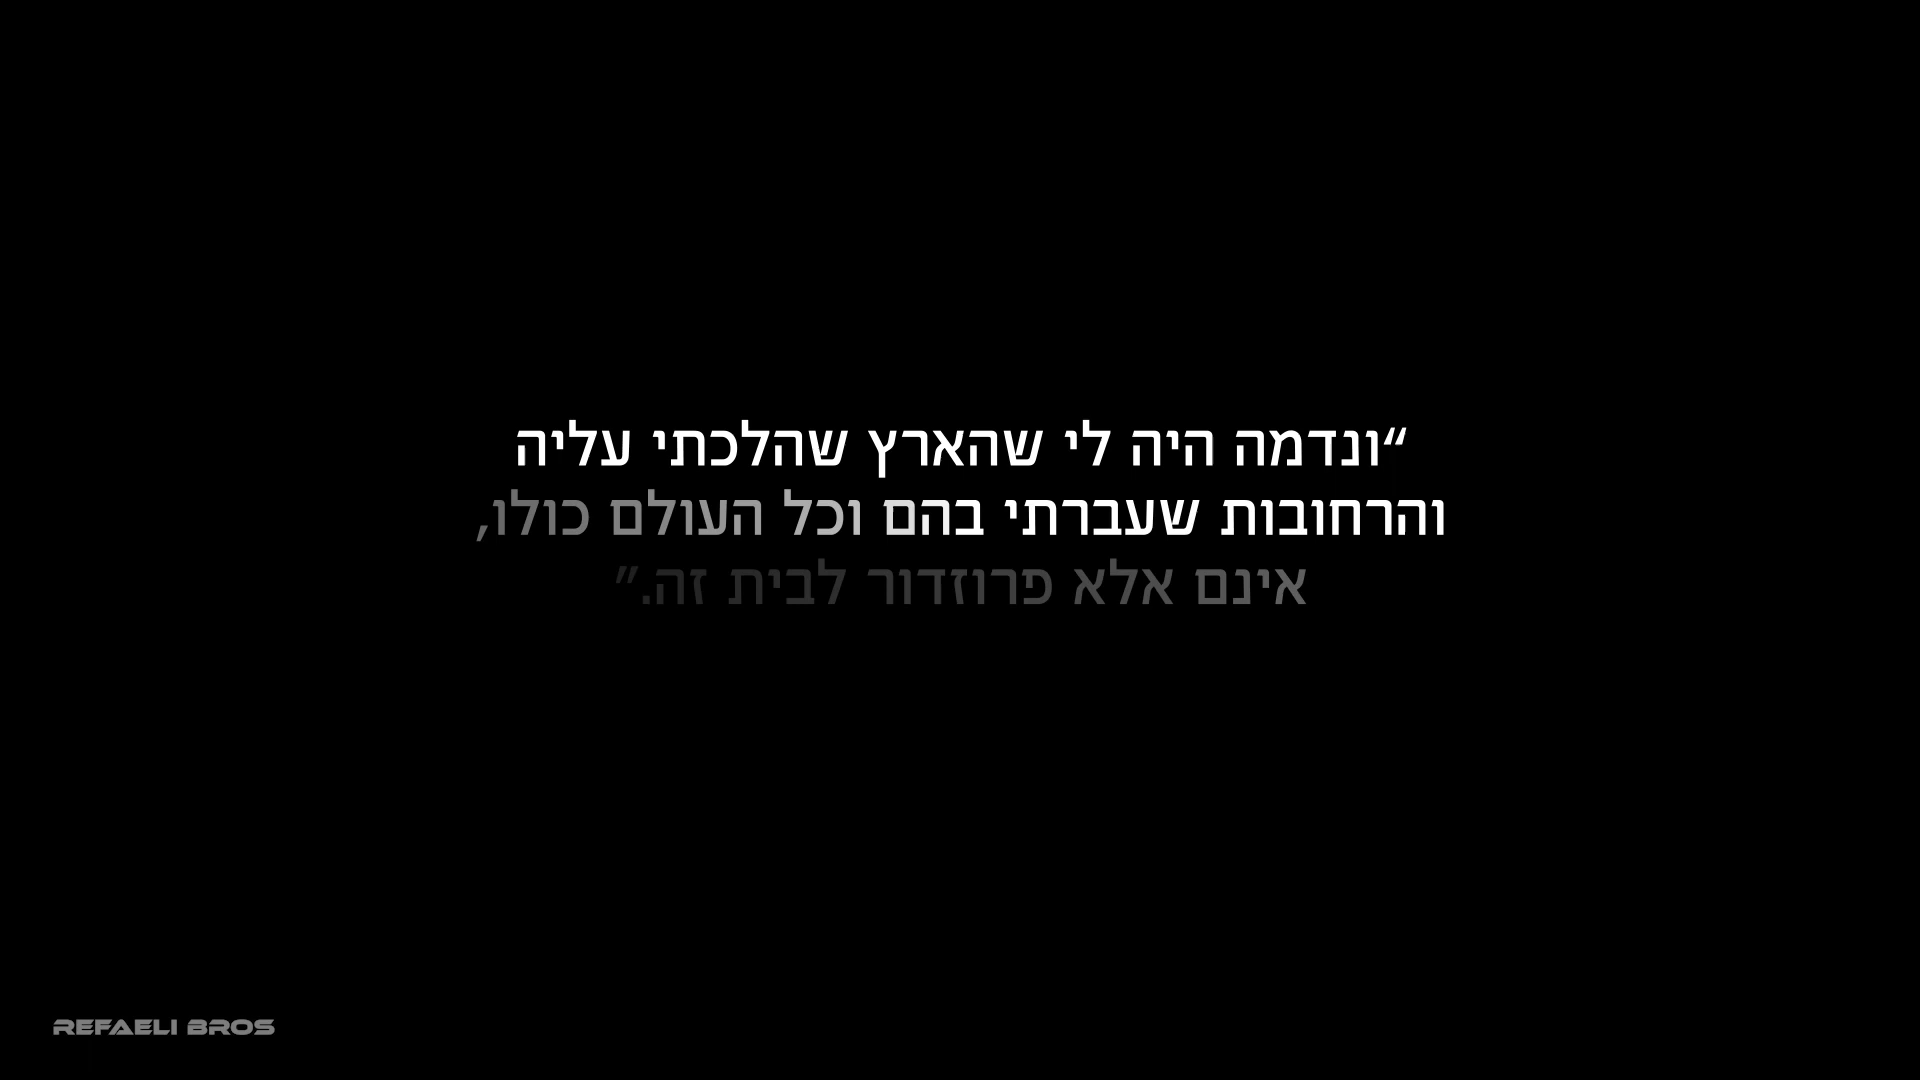 “ונדמה היה לי שהארץ שהלכתי עליה
והרחובות שעברתי בהם וכל העולם כולו,
אינם אלא פרוזדור לבית זה.”
REFAELI BROS